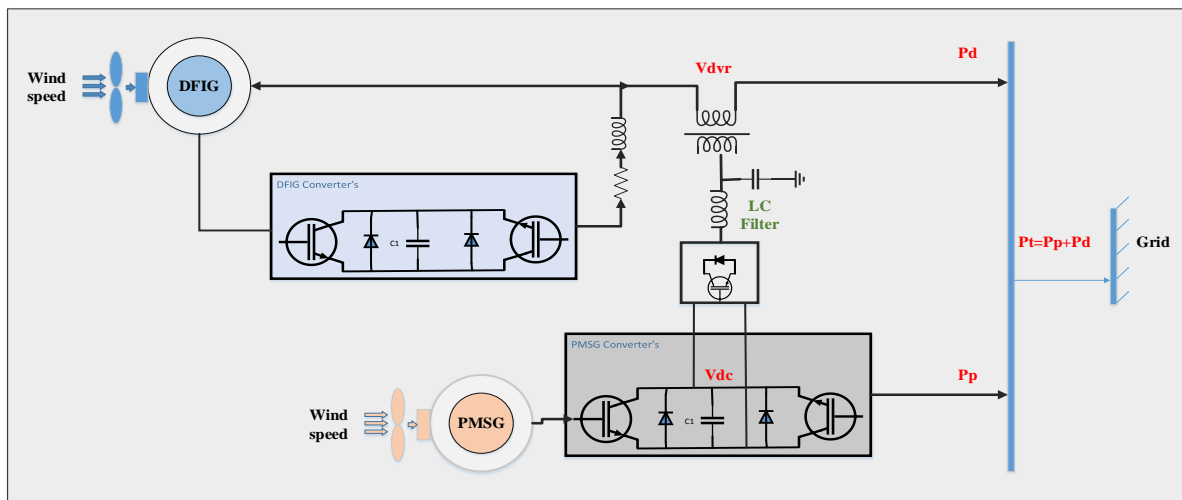 Wind
speed
DFIG
Vdvr
Pd
DFIG Converter's
C1
LC
Filter
Pt=Pp+Pd
Grid
PMSG Converter's
Vdc
Pp
C1
Wind
speed
PMSG